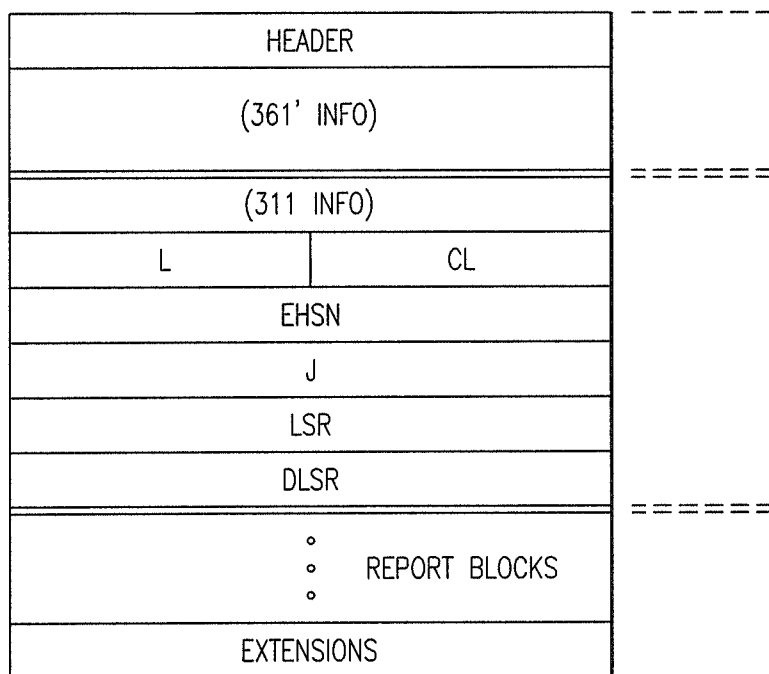 HEADER
(361' INFO)
(311 INFO)
L CL
EHSN
J
LSR
DLSR
REPORT BLOCKS
EXTENSIONS